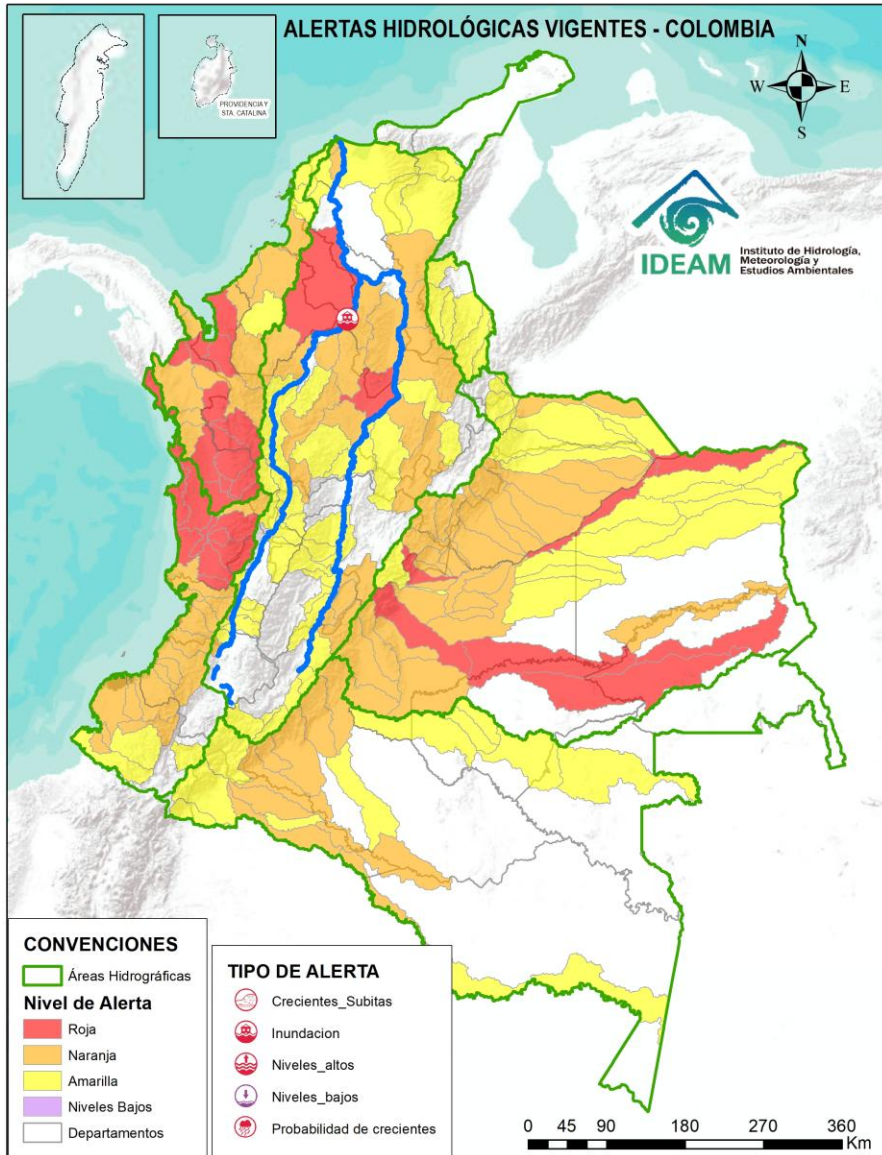 ALERTAS HIDROLÓGICAS VIGENTES - COLOMBIA
PROVIDENCIA Y
STA. CATALINA
N
W
E
S
IDEAM
Instituto de Hidrología,
Meteorología y
Estudios Ambientales
CONVENCIONES
Áreas Hidrográficas
Nivel de Alerta
Roja
Naranja
Amarilla
Niveles Bajos
Departamentos
TIPO DE ALERTA
Crecientes_Subitas
Inundacion
Niveles_altos
Niveles_bajos
Probabilidad de crecientes
0 45 90 180 270 360
Km